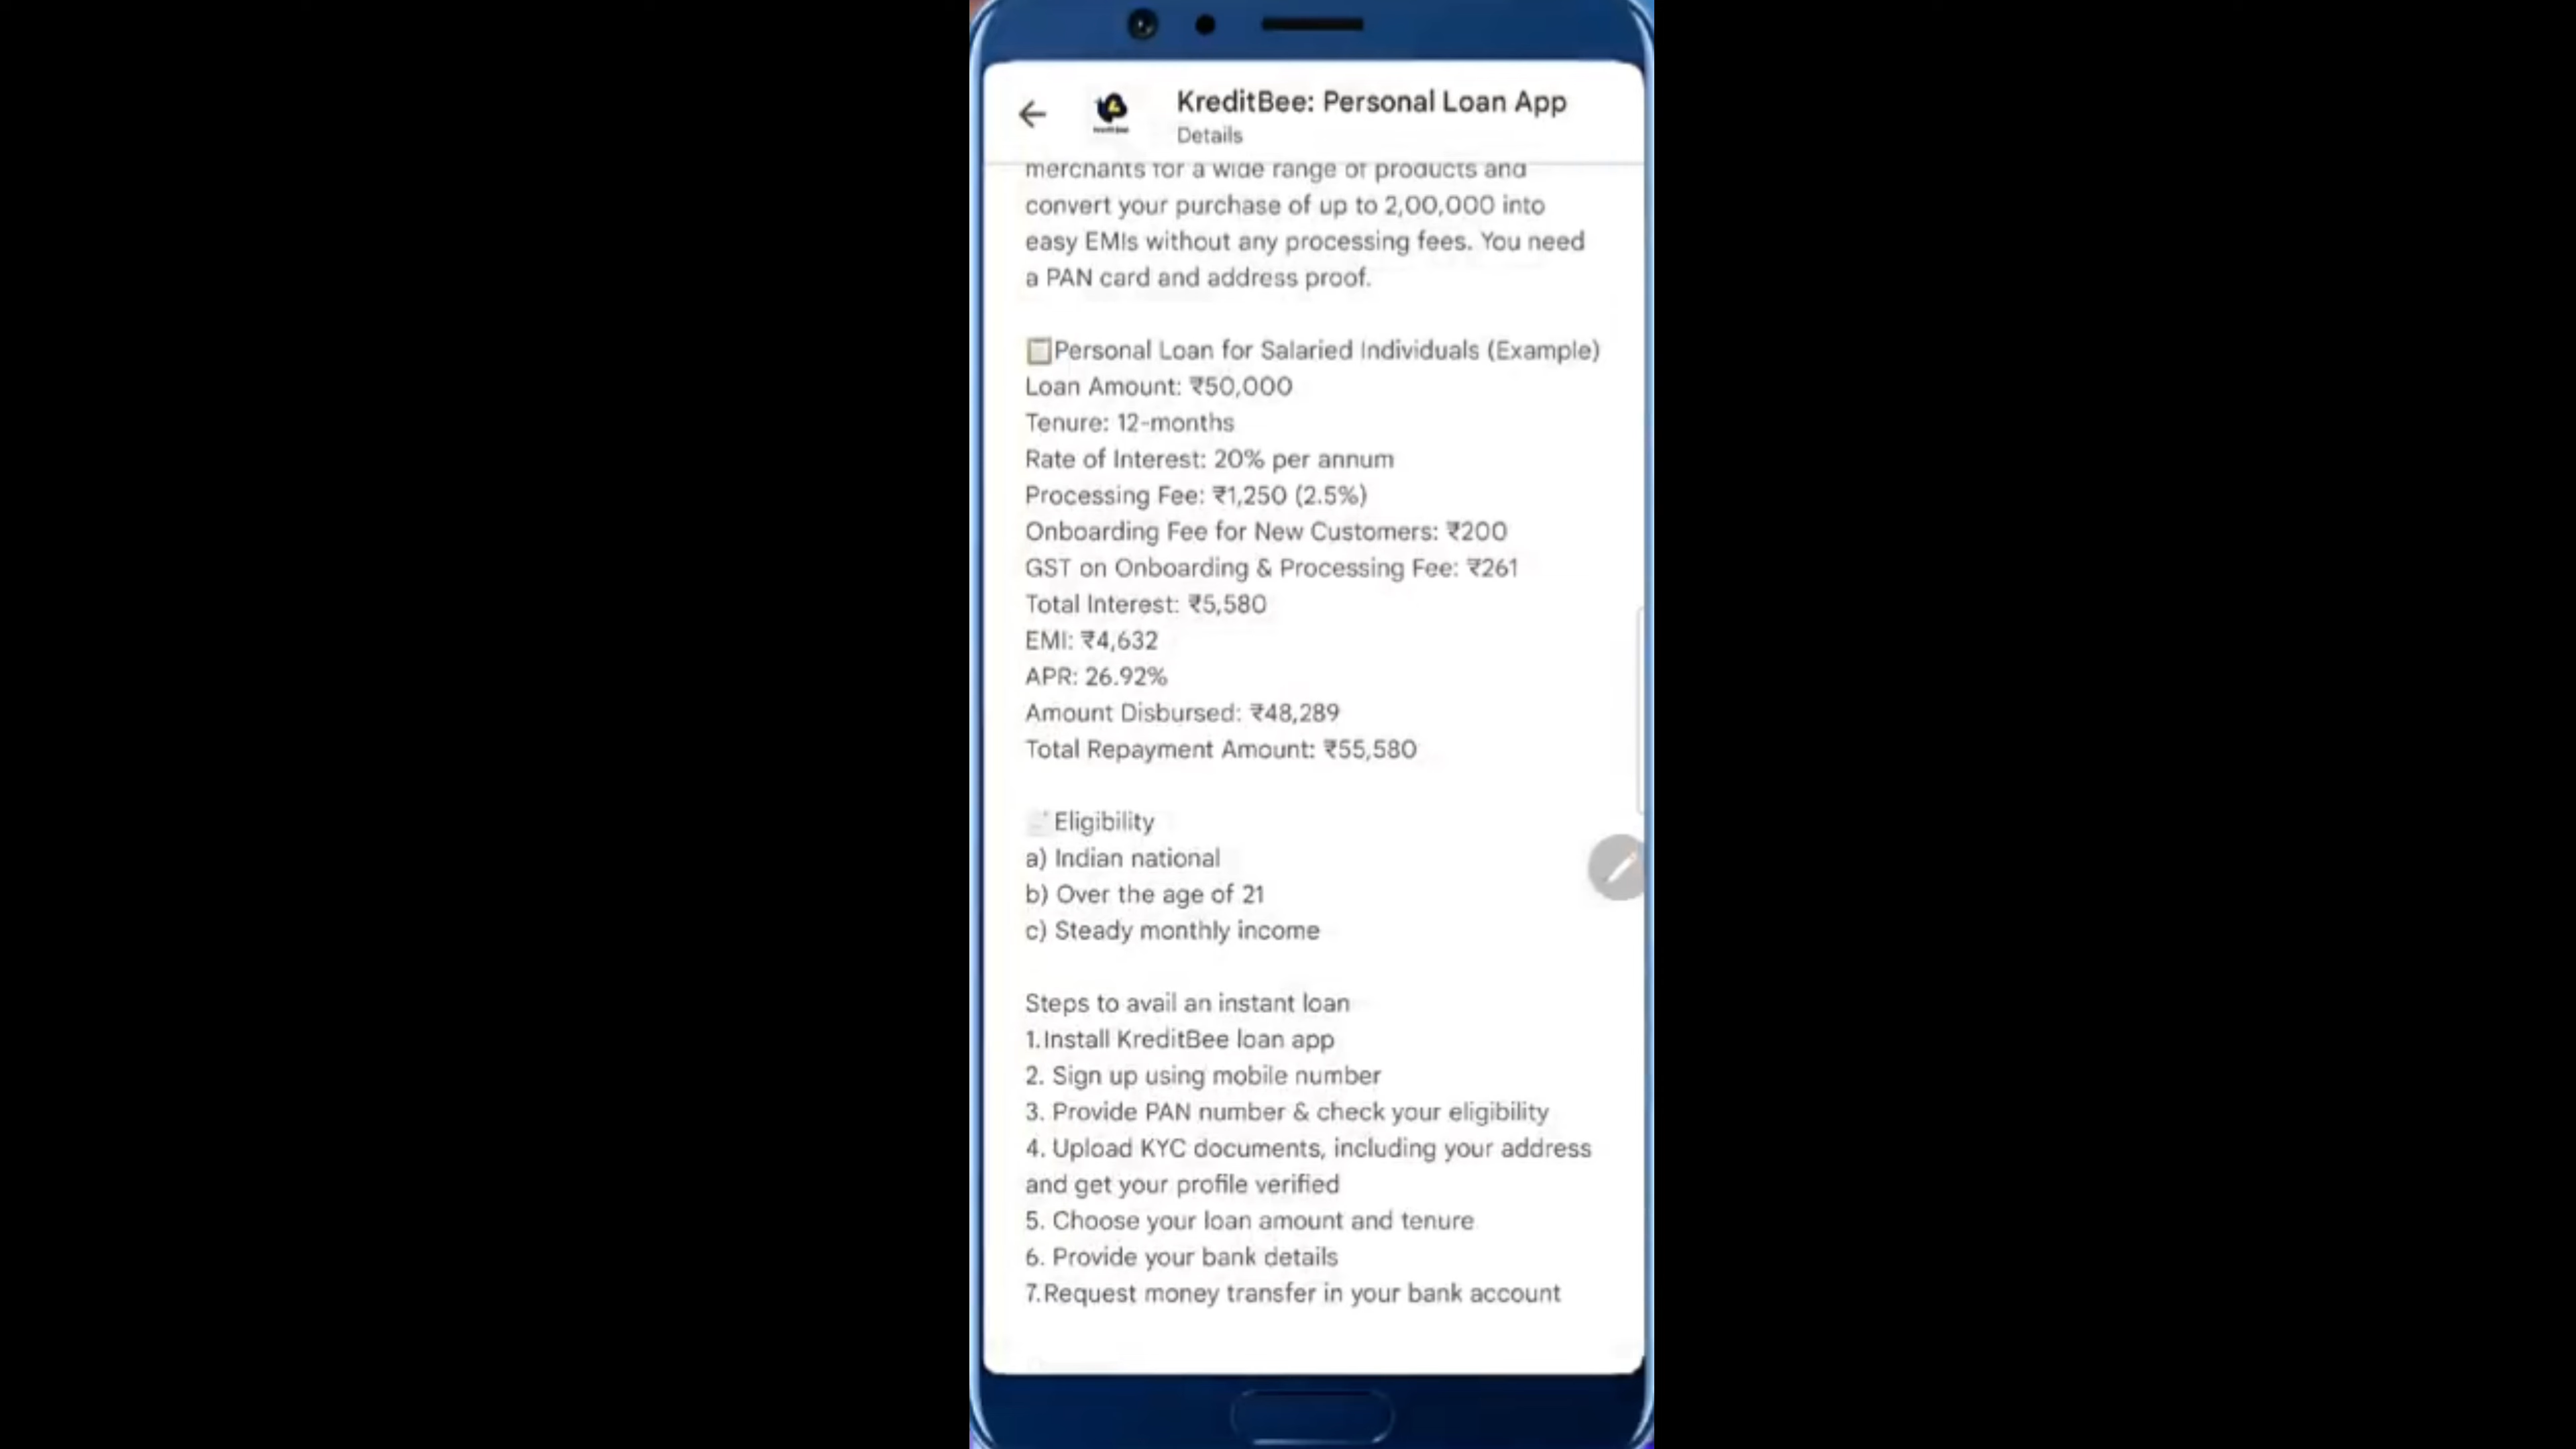 KreditBee: Personal Loan App
Details
merchants for a wide range of products and
convert your purchase of up to 2,00,000 into
easy EMIs without any processing fees. You need
a PAN card and address proof.
Personal Loan for Salaried Individuals (Example)
Loan Amount: ₹50,000
Tenure: 12-months
Rate of Interest: 20% per annum
Processing Fee: ₹1,250 (2.5%)
Onboarding Fee for New Customers: ₹200
GST on Onboarding & Processing Fee: ₹261
Total Interest: ₹5,580
EMI: ₹4,632
APR: 26.92%
Amount Disbursed: ₹48,289
Total Repayment Amount: ₹55,580
Eligibility
a) Indian national
b) Over the age of 21
c) Steady monthly income
Steps to avail an instant loan
1.Install KreditBee loan app
2. Sign up using mobile number
3. Provide PAN number & check your eligibility
4. Upload KYC documents, including your address
and get your profile verified
5. Choose your loan amount and tenure
6. Provide your bank details
7.Request money transfer in your bank account